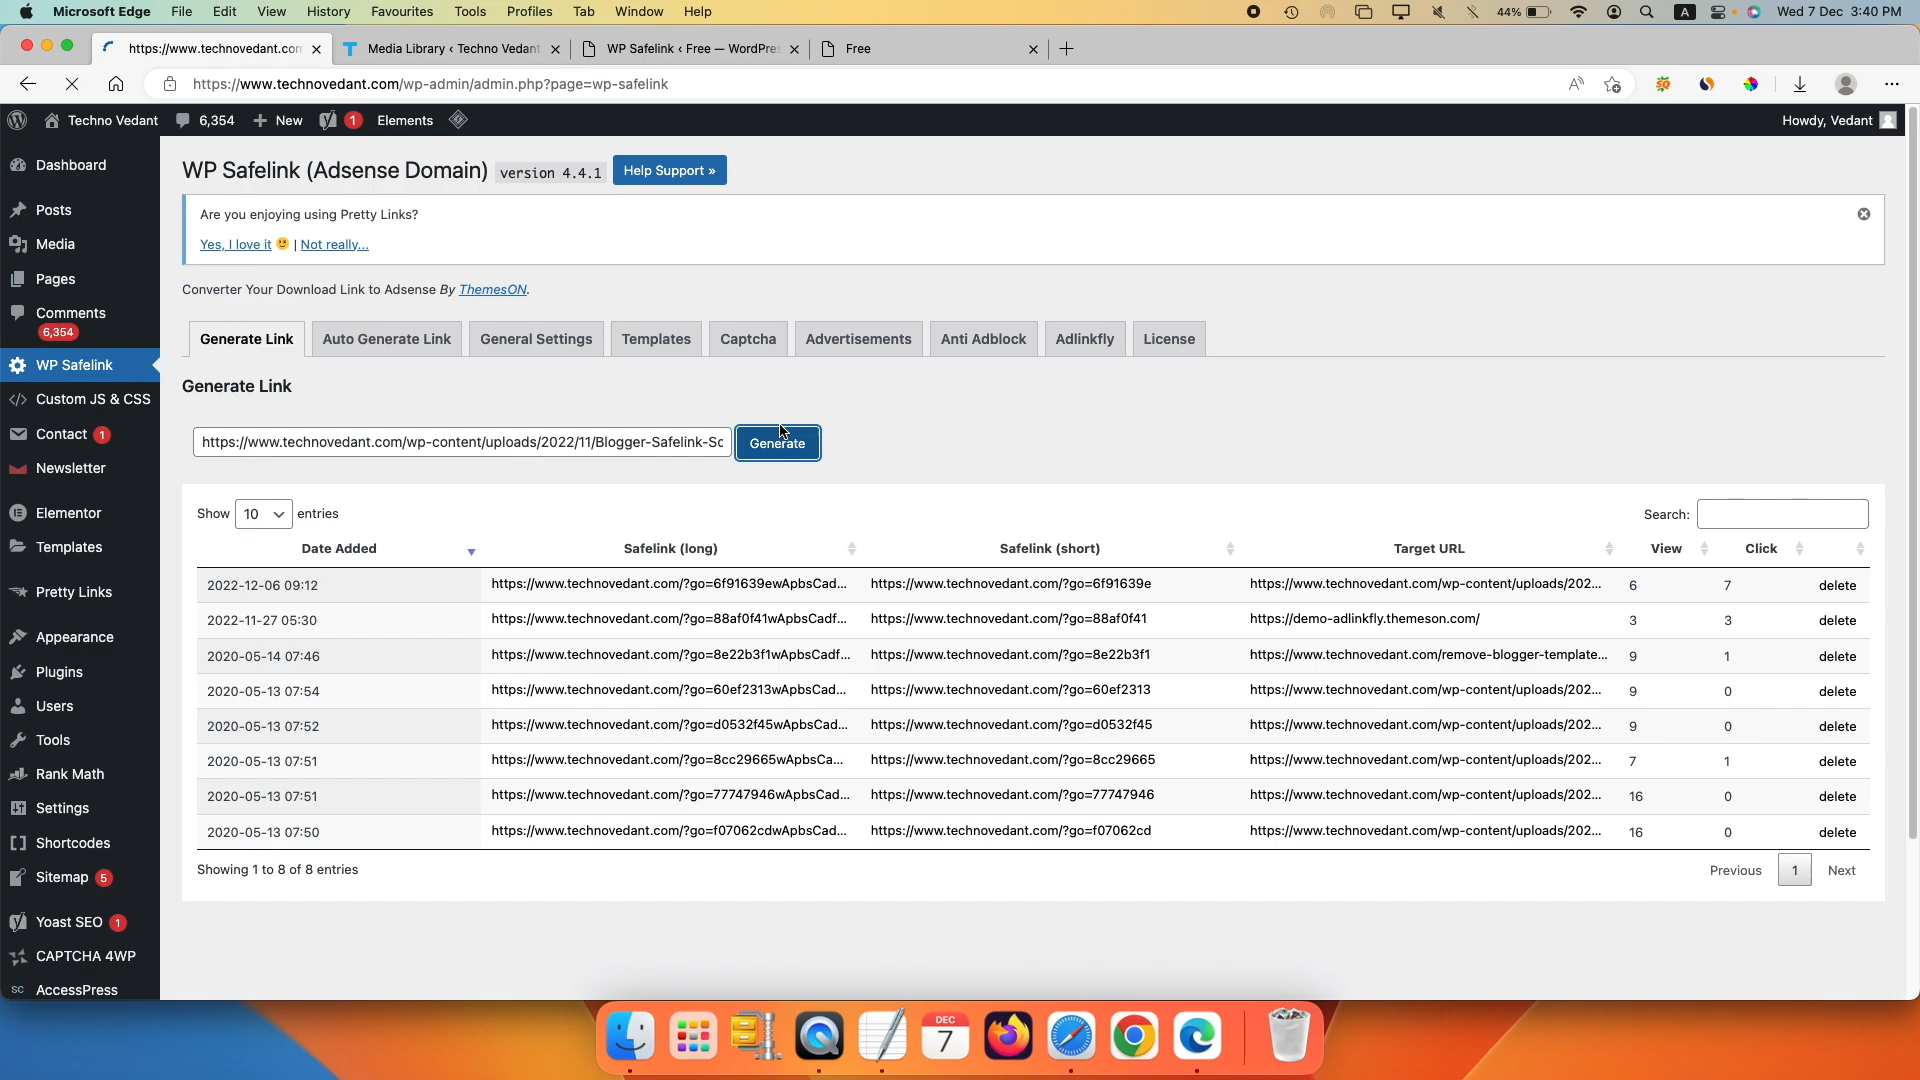 Microsoft Edge File Edit View History Favourites Tools Profiles Tab Window Help 44% A Wed 7 Dec 3:40 PM
https://www.technovedant.con Media Library ‹ Techno Vedant WP Safelink ‹ Free — WordPres Free
https://www.technovedant.com/wp-admin/admin.php?page=wp-safelink
Techno Vedant 6,354 New 1 Elements Howdy, Vedant
Dashboard
Posts
Media
Pages
Comments
6,354
WP Safelink
Custom JS & CSS
Contact 1
Newsletter
Elementor
Templates
Pretty Links
Appearance
Plugins
Users
Tools
Rank Math
Settings
Shortcodes
Sitemap 5
Yoast SEO 1
CAPTCHA 4WP
SC AccessPress
WP Safelink (Adsense Domain) version 4.4.1 Help Support »
Are you enjoying using Pretty Links?
Yes, I love it | Not really...
Converter Your Download Link to Adsense By ThemesON.
Generate Link Auto Generate Link General Settings Templates Captcha Advertisements Anti Adblock Adlinkfly License
Generate Link
https://www.technovedant.com/wp-content/uploads/2022/11/Blogger-Safelink-Sc Generate
Show 10 entries Search:
Date Added Safelink (long) Safelink (short) Target URL View Click
2022-12-06 09:12 https://www.technovedant.com/?go=6f91639ewApbsCad... https://www.technovedant.com/?go=6f91639e https://www.technovedant.com/wp-content/uploads/202... 6 7 delete
2022-11-27 05:30 https://www.technovedant.com/?go=88af0f41wApbsCadf... https://www.technovedant.com/?go=88af0f41 https://demo-adlinkfly.themeson.com/ 3 3 delete
2020-05-14 07:46 https://www.technovedant.com/?go=8e22b3f1wApbsCadf... https://www.technovedant.com/?go=8e22b3f1 https://www.technovedant.com/remove-blogger-template... 9 1 delete
2020-05-13 07:54 https://www.technovedant.com/?go=60ef2313wApbsCad... https://www.technovedant.com/?go=60ef2313 https://www.technovedant.com/wp-content/uploads/202... 9 0 delete
2020-05-13 07:52 https://www.technovedant.com/?go=d0532f45wApbsCad... https://www.technovedant.com/?go=d0532f45 https://www.technovedant.com/wp-content/uploads/202... 9 0 delete
2020-05-13 07:51 https://www.technovedant.com/?go=8cc29665wApbsCa... https://www.technovedant.com/?go=8cc29665 https://www.technovedant.com/wp-content/uploads/202... 7 1 delete
2020-05-13 07:51 https://www.technovedant.com/?go=77747946wApbsCad... https://www.technovedant.com/?go=77747946 https://www.technovedant.com/wp-content/uploads/202... 16 0 delete
2020-05-13 07:50 https://www.technovedant.com/?go=f07062cdwApbsCad... https://www.technovedant.com/?go=f07062cd https://www.technovedant.com/wp-content/uploads/202... 16 0 delete
Showing 1 to 8 of 8 entries Previous 1 Next
DEC
7